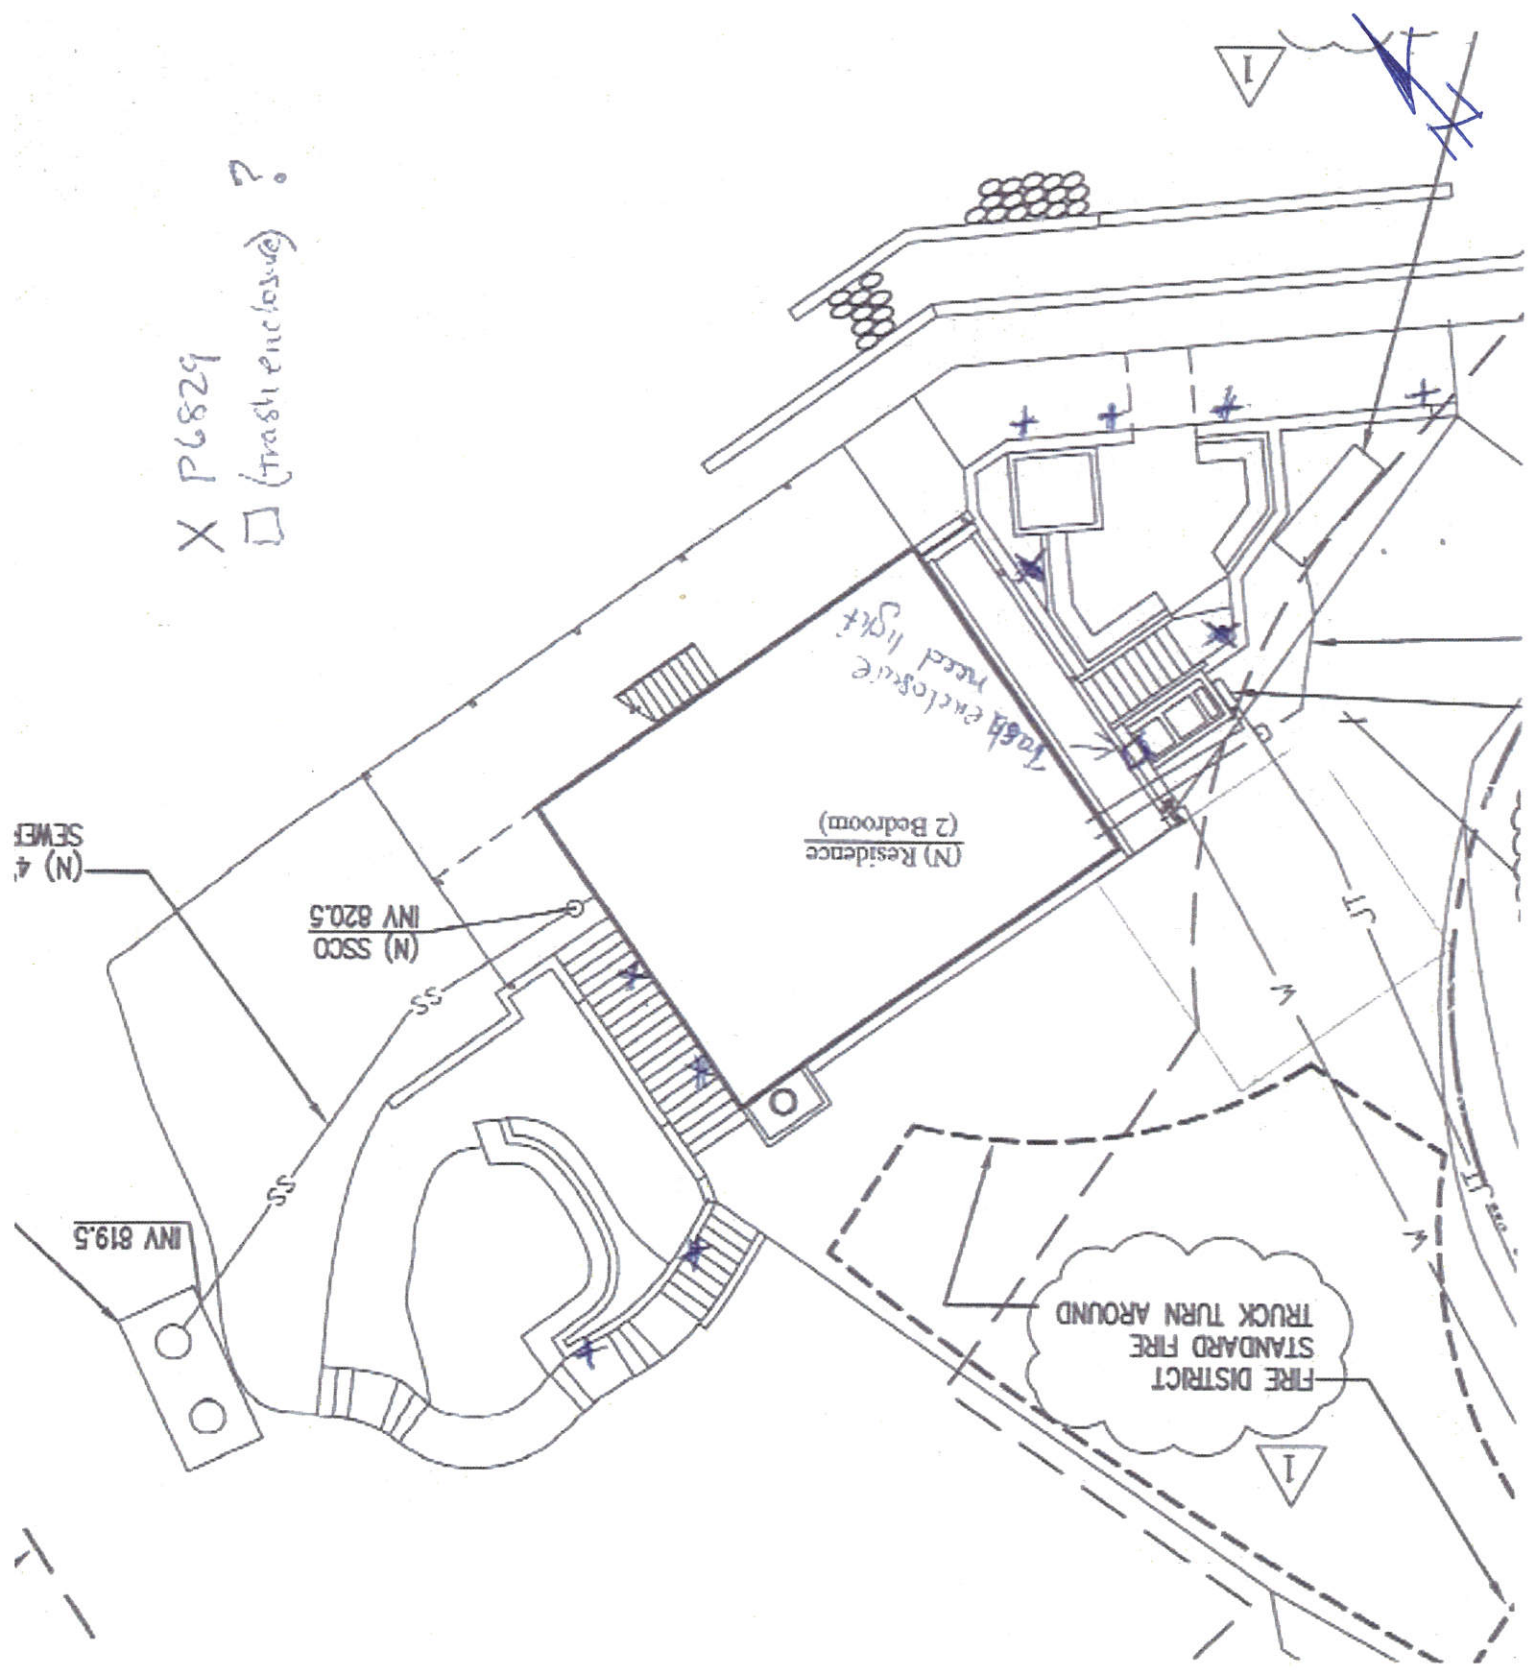 1
N
X P6829
□ (trash enclosure) ?
Trash enclosure
need light
(N) Residence
(2 Bedroom)
(N) 4"
SEWER
(N) SSCO
INV 820.5
SS
SS
INV 819.5
JT
W
JT
W
JT
FIRE DISTRICT
STANDARD FIRE
TRUCK TURN AROUND
1